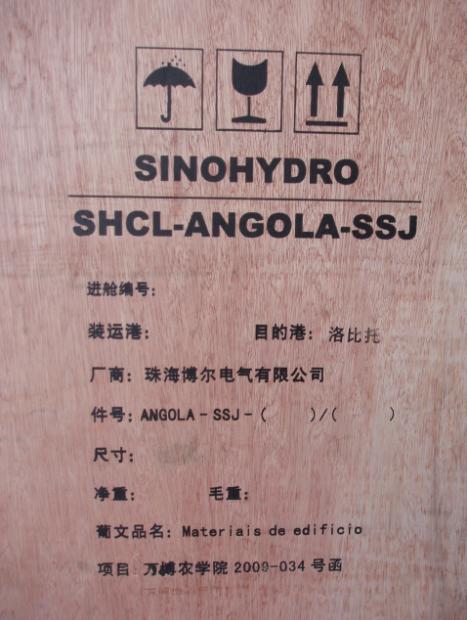 SINOHYDRO
SHCL-ANGOLA-SSJ
进舱编号:
装运港: 目的港: 洛比托
厂商: 珠海博尔电气有限公司
件号: ANGOLA-SSJ-( )/( )
尺寸:
净重: 毛重:
葡文品名: Materiais de edificio
项目: 万博农学院 2009-034 号函